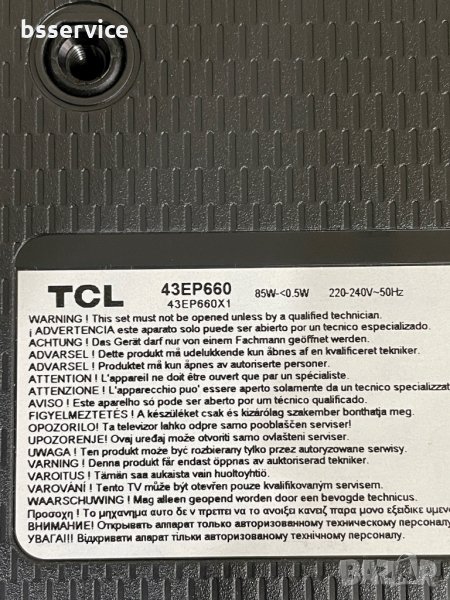 bsservice
TCL
43EP660
43EP660X1
85W-<0.5W
220-240V~50Hz
WARNING ! This set must not be opened unless by a qualified technician.
¡ ADVERTENCIA este aparato solo puede ser abierto por un tecnico especializado.
ACHTUNG ! Das Gerät darf nur von einem Fachmann geöffnet werden.
ADVARSEL ! Dette produkt må udelukkende kun åbnes af en kvalificeret tekniker.
ADVARSEL ! Produktet må kun åpnes av autoriserte personer.
ATTENTION ! L'appareil ne doit être ouvert que par un spécialiste.
ATTENZIONE ! L'apparecchio puo' essere aperto solamente da un tecnico specializzat
AVISO ! Este aparelho só pode ser aberto por um técnico qualificado.
FIGYELMEZTETÉS ! A készüléket csak és kizárólag szakember bonthatja meg.
OPOZORILO! Ta televizor lahko odpre samo pooblaščen serviser!
UPOZORENJE! Ovaj uređaj može otvoriti samo ovlašteni serviser.
UWAGA ! Ten produkt może być rozbierany tylko przez autoryzowane serwisy.
VARNING ! Denna produkt får endast öppnas av auktoriserad tekniker.
VAROITUS ! Tämän saa aukaista vain huoltoyhtiö.
VAROVÁNÍ ! Tento TV může být otevřen pouze kvalifikovaným servisem.
WAARSCHUWING ! Mag alleen geopend worden door een bevogde technicus.
Προσοχη ! Το μηχανημα αυτο δε ν πρεπει να το ανοιξει κανειζ παρα μονο εξειδικε υμεν
ВНИМАНИЕ! Открывать аппарат только авторизованному техническому персоналу
УВАГА!!! Відкривати апарат тільки авторизованому технічному персоналу.
BAZAR